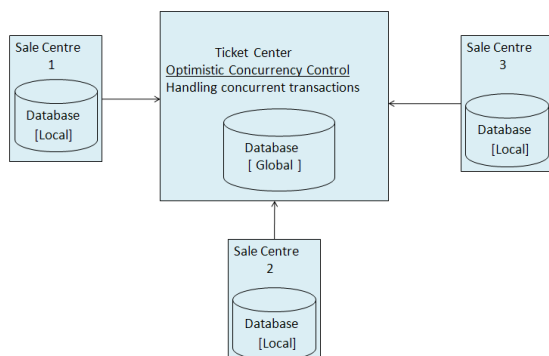 Sale Centre
1
Database
[Local]
Ticket Center
Optimistic Concurrency Control
Handling concurrent transactions
Database
[ Global ]
Sale Centre
3
Database
[Local]
Sale Centre
2
Database
[Local]